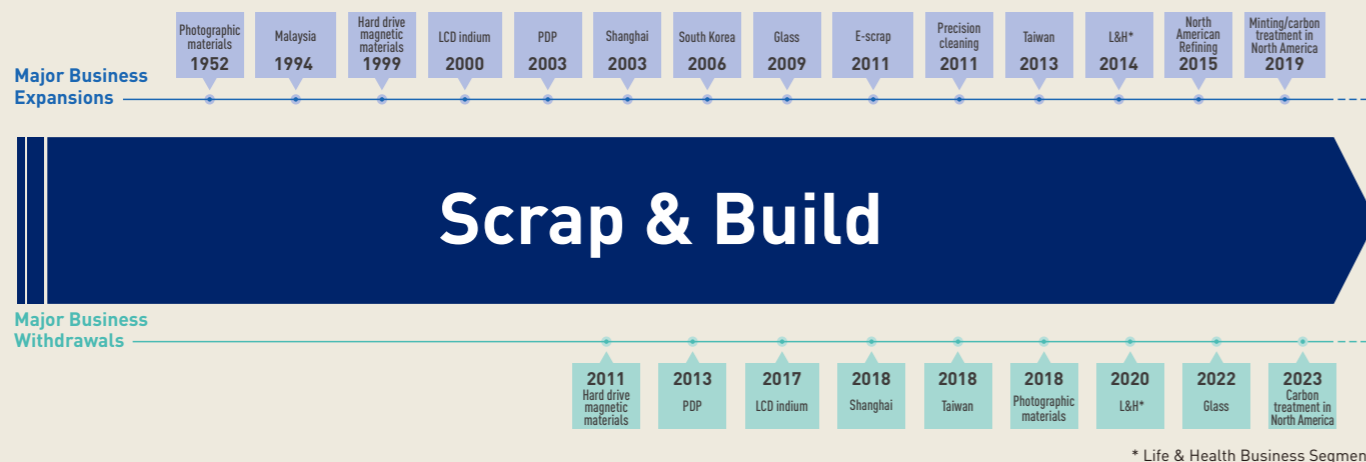 Major Business
Expansions
Photographic
materials
1952
Malaysia
1994
Hard drive
magnetic
materials
1999
LCD indium
2000
PDP
2003
Shanghai
2003
South Korea
2006
Glass
2009
E-scrap
2011
Precision
cleaning
2011
Taiwan
2013
L&H*
2014
North
American
Refining
2015
Minting/carbon
treatment in
North America
2019
Scrap & Build
Major Business
Withdrawals
2011
Hard drive
magnetic
materials
2013
PDP
2017
LCD indium
2018
Shanghai
2018
Taiwan
2018
Photographic
materials
2020
L&H*
2022
Glass
2023
Carbon
treatment in
North America
* Life & Health Business Segmen